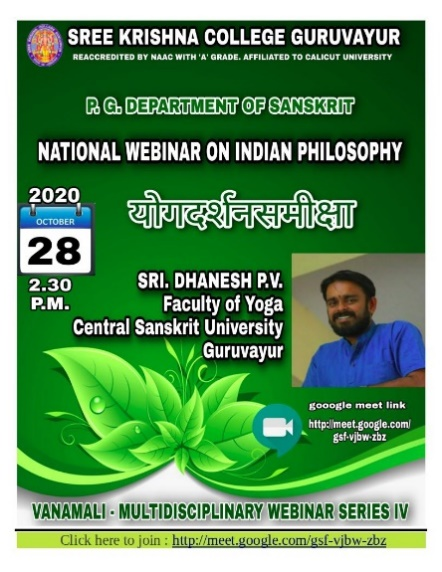 SREE KRISHNA COLLEGE GURUVAYUR
REACCREDITED BY NAAC WITH 'A' GRADE. AFFILIATED TO CALICUT UNIVERSITY
P. G. DEPARTMENT OF SANSKRIT
NATIONAL WEBINAR ON INDIAN PHILOSOPHY
2020
OCTOBER
28
2.30
P.M.
योगदर्शनसमीक्षा
SRI. DHANESH P.V.
Faculty of Yoga
Central Sanskrit University
Guruvayur
gooogle meet link
http://meet.google.com/
gsf-vjbw-zbz
VANAMALI - MULTIDISCIPLINARY WEBINAR SERIES IV
Click here to join : http://meet.google.com/gsf-vjbw-zbz